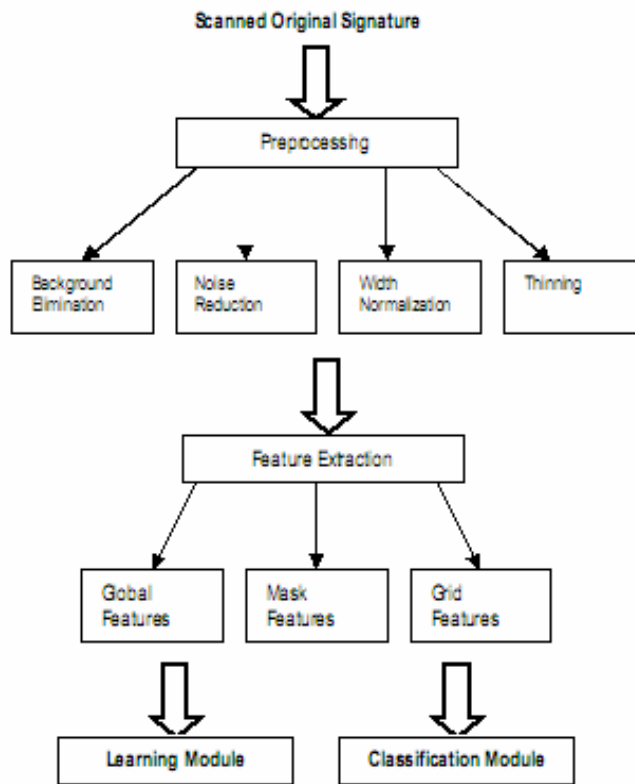 Scanned Original Signature
Preprocessing
Background
Elimination
Noise
Reduction
Width
Normalization
Thinning
Feature Extraction
Global
Features
Mask
Features
Grid
Features
Learning Module
Classification Module